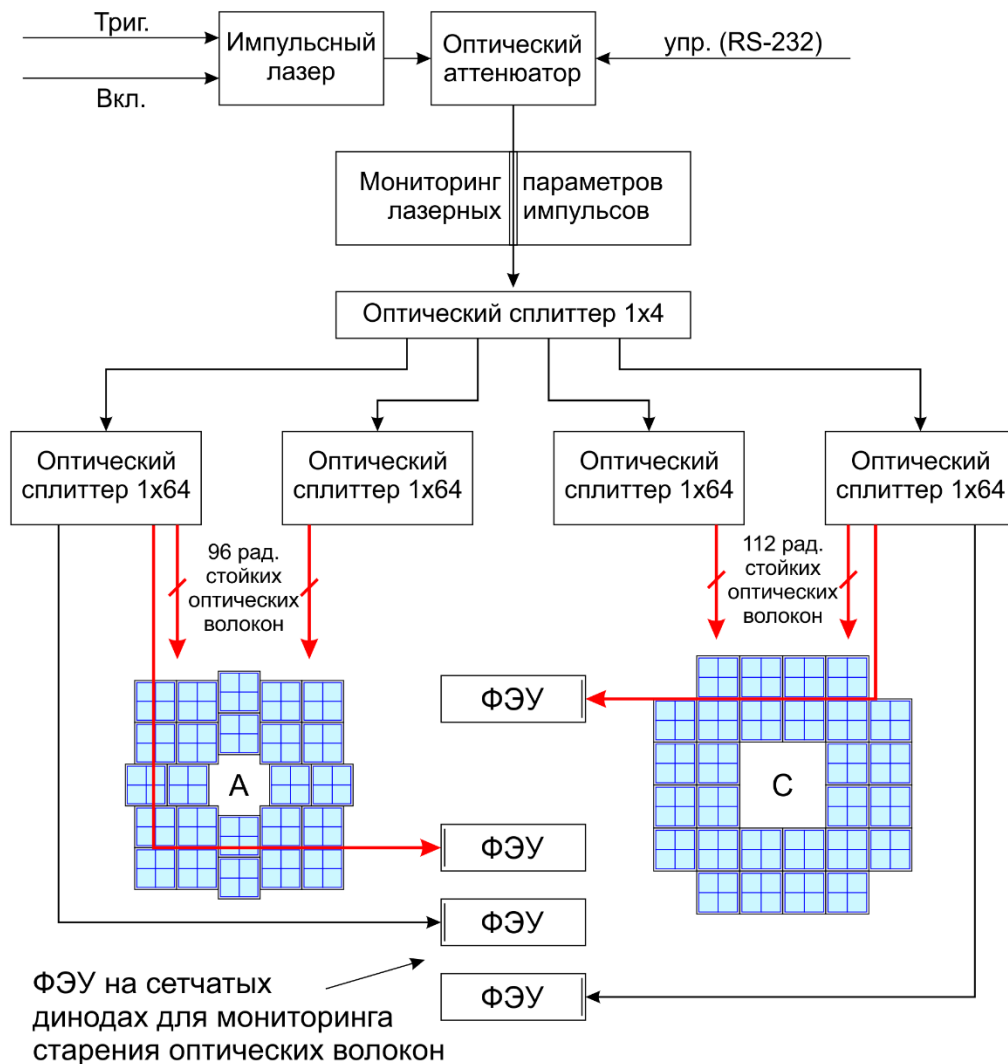 Триг.
Вкл.
Импульсный
лазер
Оптический
аттенюатор
упр. (RS-232)
Мониторинг параметров
лазерных импульсов
Оптический сплиттер 1x4
Оптический
сплиттер 1x64
Оптический
сплиттер 1x64
Оптический
сплиттер 1x64
Оптический
сплиттер 1x64
96 рад.
стойких
оптических
волокон
112 рад.
стойких
оптических
волокон
ФЭУ
A
C
ФЭУ
ФЭУ
ФЭУ
ФЭУ на сетчатых
динодах для мониторинга
старения оптических волокон